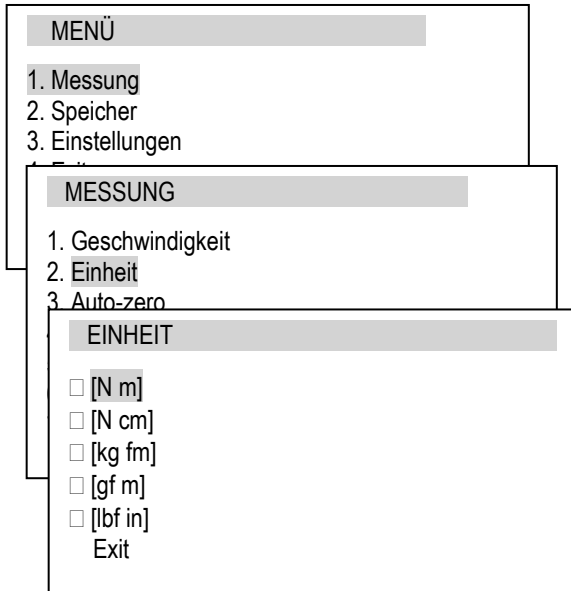 MENÜ
1. Messung
2. Speicher
3. Einstellungen
MESSUNG
1. Geschwindigkeit
2. Einheit
3. Auto-zero
EINHEIT
[N m]
[N cm]
[kg fm]
[gf m]
[lbf in]
Exit